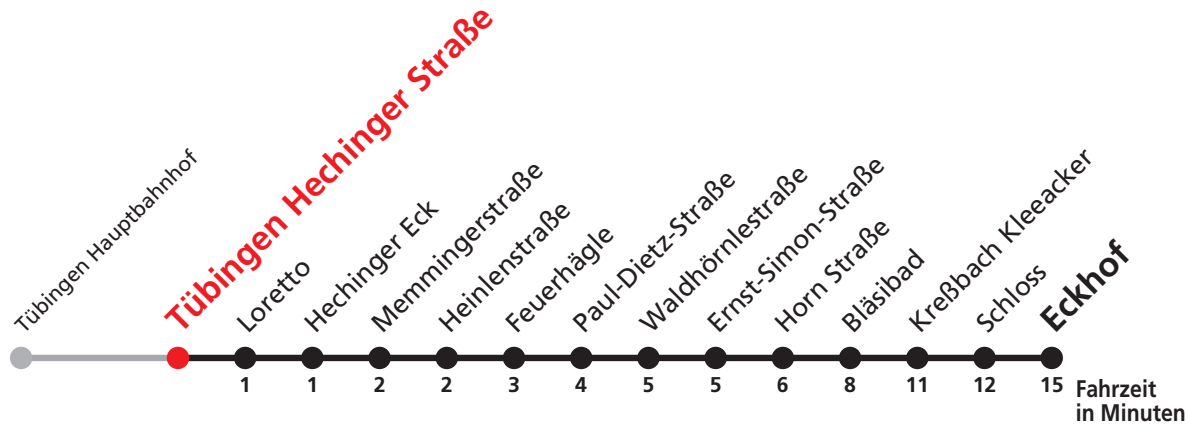 Tübingen Hauptbahnhof
Tübingen Hechinger Straße
Loretto
Hechinger Eck
Memmingerstraße
Heinlenstraße
Feuerhägle
Paul-Dietz-Straße
Waldhörnlestraße
Ernst-Simon-Straße
Horn Straße
Bläsibad
Kreßbach Kleeacker
Schloss
Eckhof
1 1 2 2 3 4 5 5 6 8 11 12 15 Fahrzeit
in Minuten